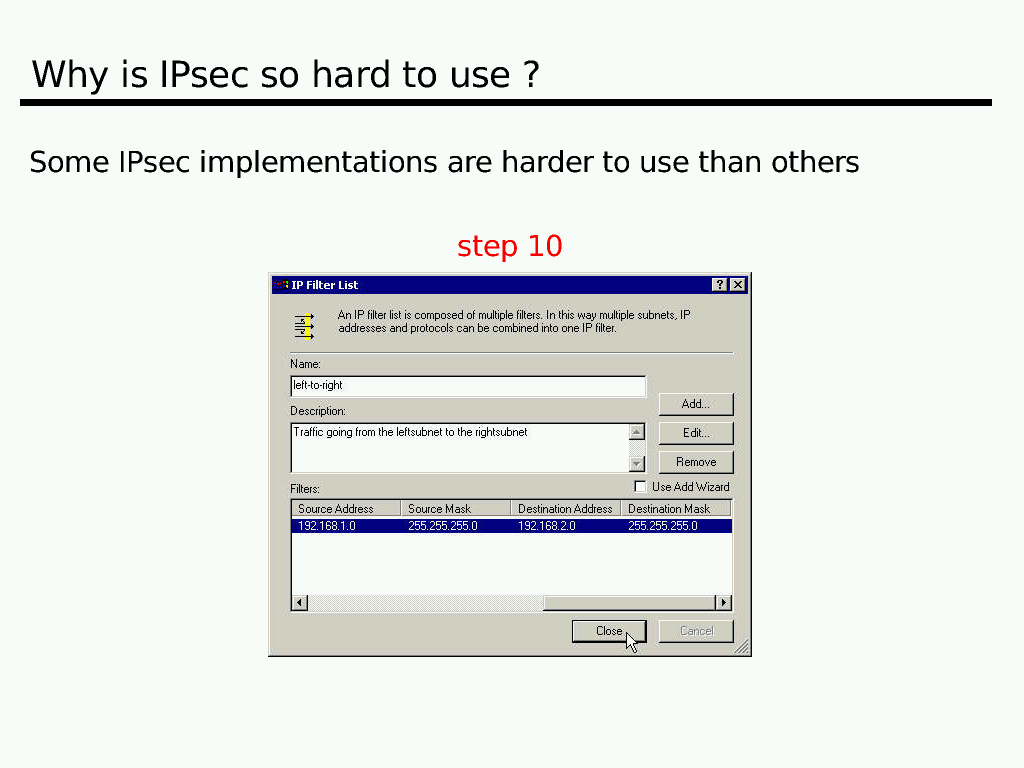 Why is IPsec so hard to use ?
Some IPsec implementations are harder to use than others
step 10
IP Filter List
An IP filter list is composed of multiple filters. In this way multiple subnets, IP
addresses and protocols can be combined into one IP filter.
Name:
left-to-right
Add...
Description:
Traffic going from the leftsubnet to the rightsubnet
Edit...
Remove
Filters:
Use Add Wizard
Source Address Source Mask Destination Address Destination Mask
192.168.1.0 255.255.255.0 192.168.2.0 255.255.255.0
Close Cancel